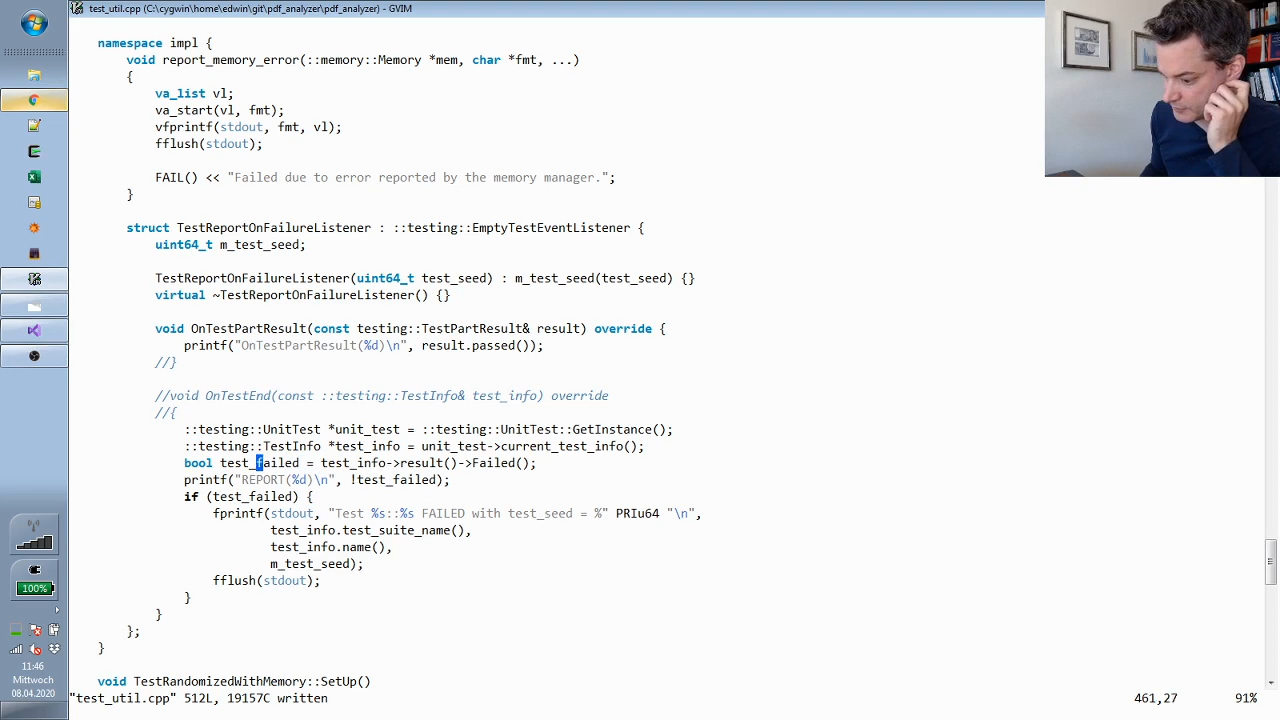 test_util.cpp (C:\cygwin\home\edwin\git\pdf_analyzer\pdf_analyzer) - GVIM
namespace impl {
void report_memory_error(::memory::Memory *mem, char *fmt, ...)
{
va_list vl;
va_start(vl, fmt);
vfprintf(stdout, fmt, vl);
fflush(stdout);
FAIL() << "Failed due to error reported by the memory manager.";
}
struct TestReportOnFailureListener : ::testing::EmptyTestEventListener {
uint64_t m_test_seed;
TestReportOnFailureListener(uint64_t test_seed) : m_test_seed(test_seed) {}
virtual ~TestReportOnFailureListener() {}
void OnTestPartResult(const testing::TestPartResult& result) override {
printf("OnTestPartResult(%d)\n", result.passed());
//}
//void OnTestEnd(const ::testing::TestInfo& test_info) override
//{
::testing::UnitTest *unit_test = ::testing::UnitTest::GetInstance();
::testing::TestInfo *test_info = unit_test->current_test_info();
bool test_failed = test_info->result()->Failed();
printf("REPORT(%d)\n", !test_failed);
if (test_failed) {
fprintf(stdout, "Test %s::%s FAILED with test_seed = %" PRIu64 "\n",
test_info.test_suite_name(),
test_info.name(),
m_test_seed);
fflush(stdout);
}
}
};
}
void TestRandomizedWithMemory::SetUp()
"test_util.cpp" 512L, 19157C written
461,27
91%
100%
11:46
Mittwoch
08.04.2020